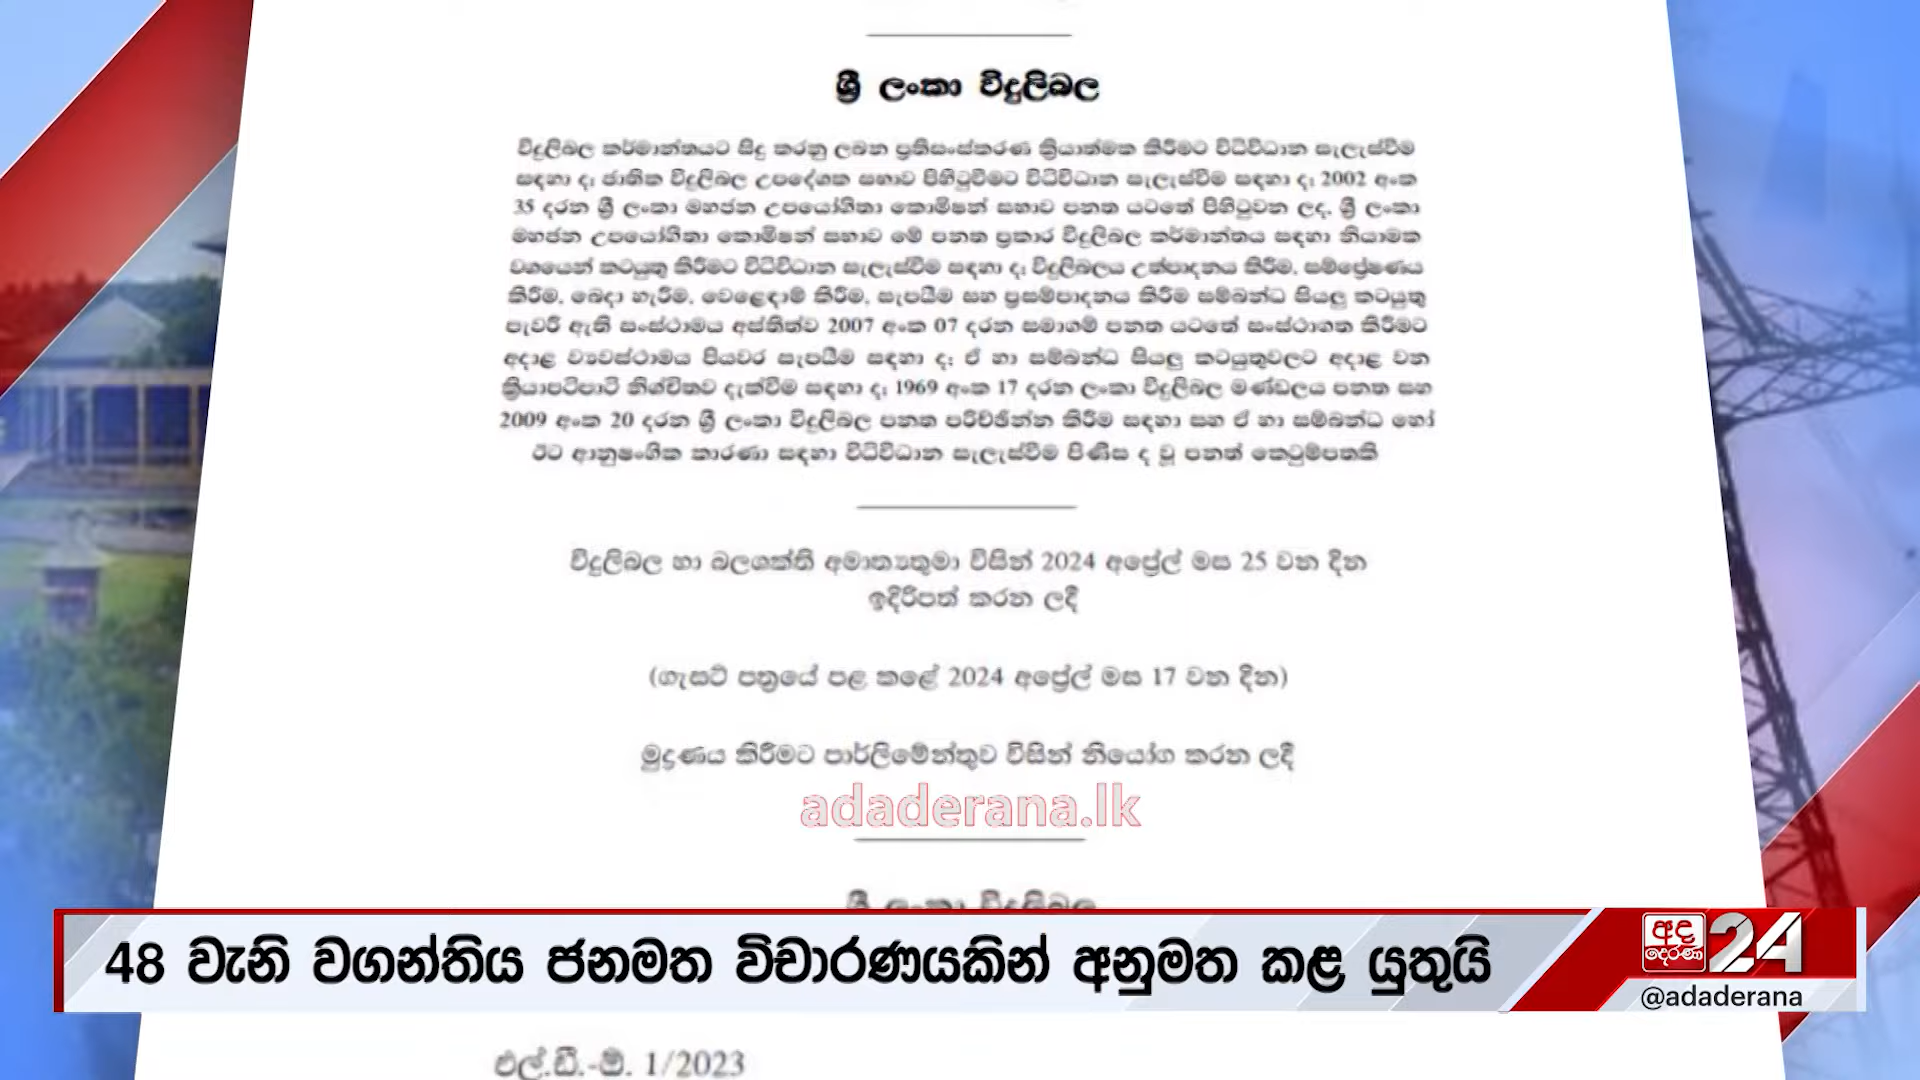 ශ්‍රී ලංකා විදුලිබල
විදුලිබල කර්මාන්තයට සිදු කරනු ලබන ප්‍රතිසංස්කරණ ක්‍රියාත්මක කිරීමට විධිවිධාන සැලැස්වීම
සඳහා ද; ජාතික විදුලිබල උපදේශක සභාව පිහිටුවීමට විධිවිධාන සැලැස්වීම සඳහා ද; 2002 අංක
35 දරන ශ්‍රී ලංකා මහජන උපයෝගිතා කොමිෂන් සභාව පනත යටතේ පිහිටුවන ලද, ශ්‍රී ලංකා
මහජන උපයෝගිතා කොමිෂන් සභාව මේ පනත ප්‍රකාර විදුලිබල කර්මාන්තය සඳහා නියාමක
වශයෙන් කටයුතු කිරීමට විධිවිධාන සැලැස්වීම සඳහා ද; විදුලිබලය උත්පාදනය කිරීම, සම්ප්‍රේෂණය
කිරීම, බෙදා හැරීම, වෙළෙඳාම් කිරීම, සැපයීම සහ ප්‍රසම්පාදනය කිරීම සම්බන්ධ සියලු කටයුතු
පැවරී ඇති සංස්ථාමය අස්තිත්ව 2007 අංක 07 දරන සමාගම් පනත යටතේ සංස්ථාගත කිරීමට
අදාළ ව්‍යවස්ථාමය පියවර සැපයීම සඳහා ද; ඒ හා සම්බන්ධ සියලු කටයුතුවලට අදාළ වන
ක්‍රියාපටිපාටි නිශ්චිතව දැක්වීම සඳහා ද; 1969 අංක 17 දරන ලංකා විදුලිබල මණ්ඩලය පනත සහ
2009 අංක 20 දරන ශ්‍රී ලංකා විදුලිබල පනත පරිච්ඡින්න කිරීම සඳහා සහ ඒ හා සම්බන්ධ හෝ
ඊට ආනුෂංගික කාරණා සඳහා විධිවිධාන සැලැස්වීම පිණිස ද වූ පනත් කෙටුම්පතකි
විදුලිබල හා බලශක්ති අමාත්‍යතුමා විසින් 2024 අප්‍රේල් මස 25 වන දින
ඉදිරිපත් කරන ලදී
(ගැසට් පත්‍රයේ පළ කළේ 2024 අප්‍රේල් මස 17 වන දින)
මුද්‍රණය කිරීමට පාර්ලිමේන්තුව විසින් නියෝග කරන ලදී
adaderana.lk
ශ්‍රී ලංකා විදුලිබල
48 වැනි වගන්තිය ජනමත විචාරණයකින් අනුමත කළ යුතුයි
අද දෙරණ 24
@adaderana
එල්.ඩී.-ඕ. 1/2023